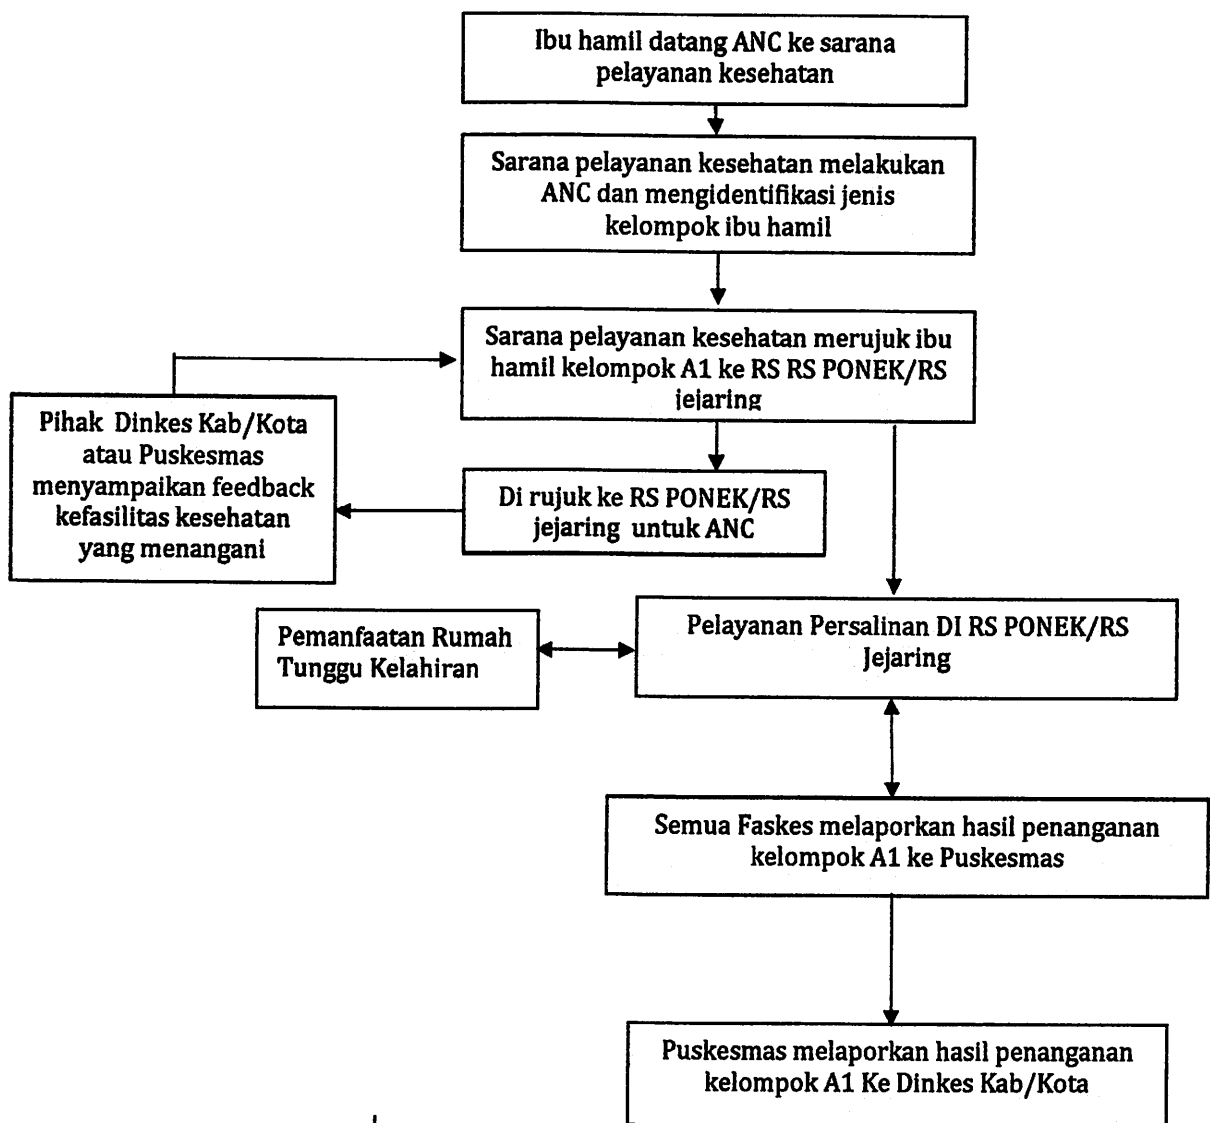 Ibu hamil datang ANC ke sarana
pelayanan kesehatan
Sarana pelayanan kesehatan melakukan
ANC dan mengidentifikasi jenis
kelompok ibu hamil
Sarana pelayanan kesehatan merujuk ibu
hamil kelompok A1 ke RS RS PONEK/RS
jejaring
Pihak Dinkes Kab/Kota
atau Puskesmas
menyampaikan feedback
kefasilitas kesehatan
yang menangani
Di rujuk ke RS PONEK/RS
jejaring untuk ANC
Pemanfaatan Rumah
Tunggu Kelahiran
Pelayanan Persalinan DI RS PONEK/RS
Jejaring
Semua Faskes melaporkan hasil penanganan
kelompok A1 ke Puskesmas
Puskesmas melaporkan hasil penanganan
kelompok A1 Ke Dinkes Kab/Kota